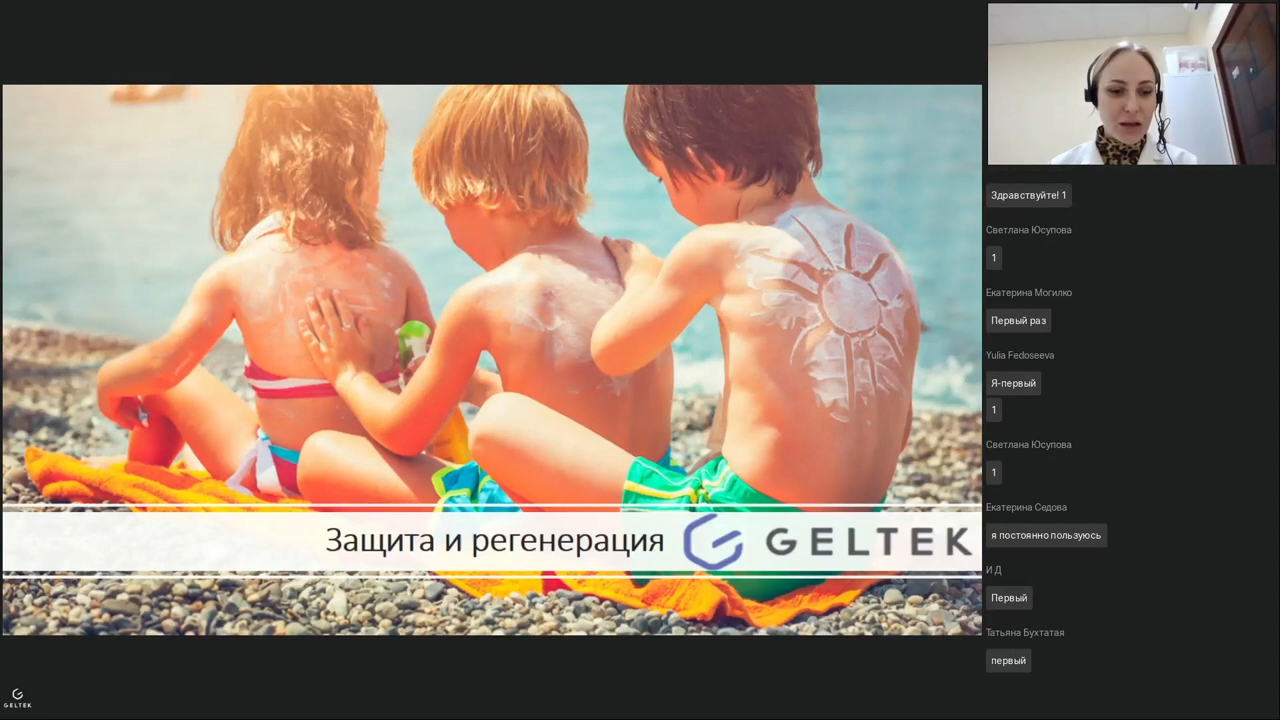 Защита и регенерация
GELTEK
Здравствуйте! 1
Светлана Юсупова
1
Екатерина Могилко
Первый раз
Yulia Fedoseeva
Я-первый
1
Светлана Юсупова
1
Екатерина Седова
я постоянно пользуюсь
И Д
Первый
Татьяна Бухтатая
первый
GELTEK